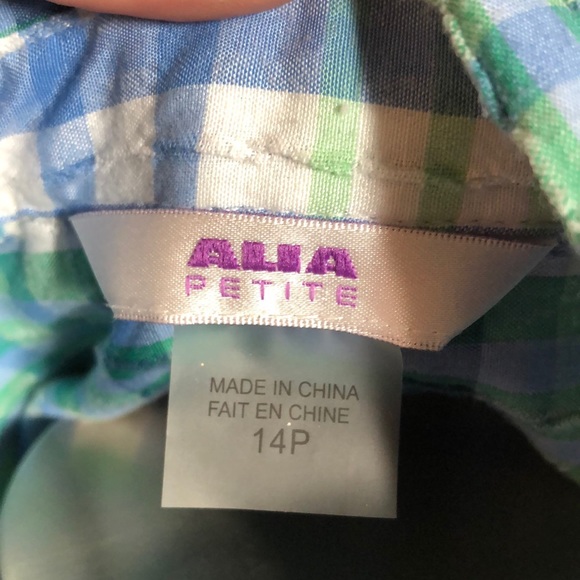 ALIA
PETITE
MADE IN CHINA
FAIT EN CHINE
14P